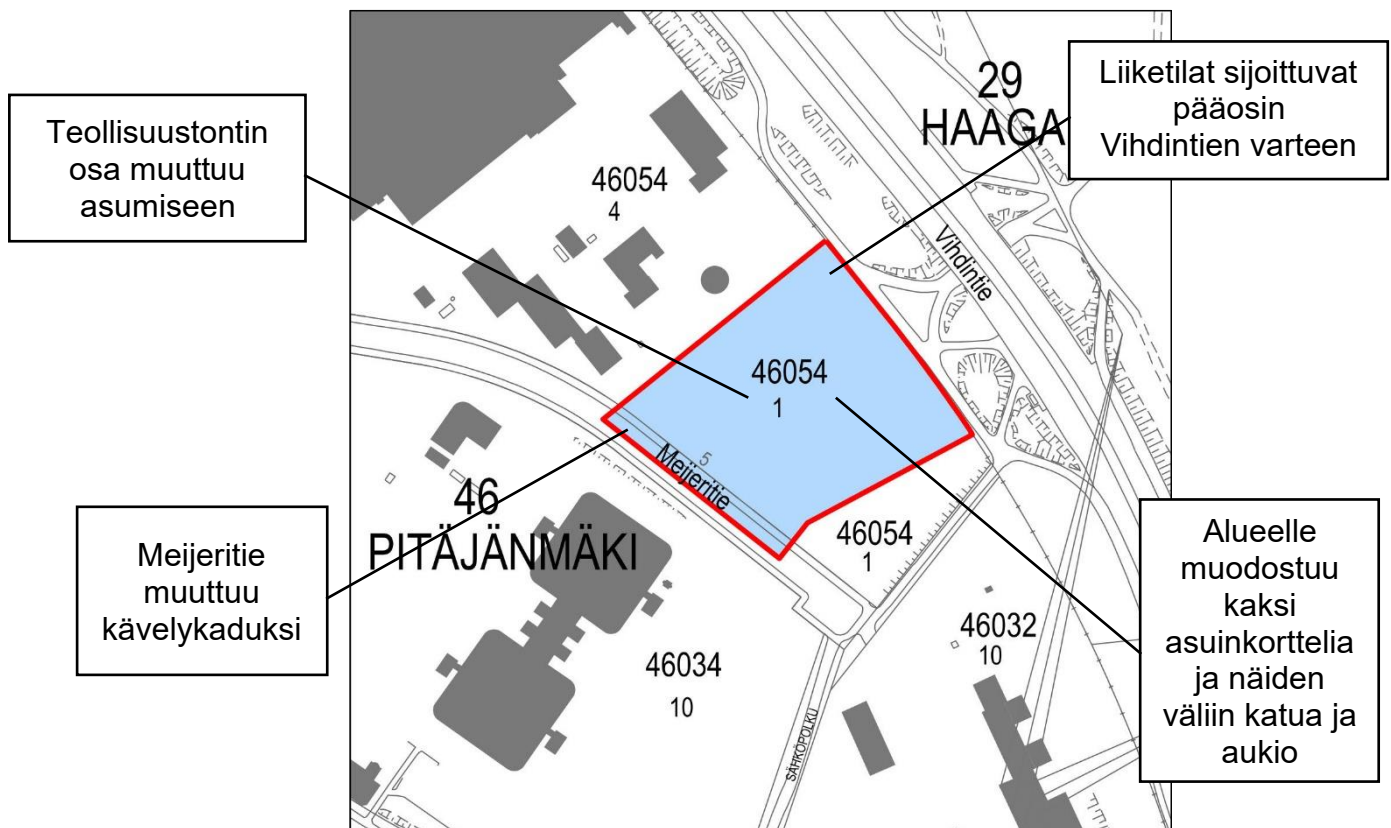 Teollisuustontin
osa muuttuu
asumiseen
Liiketilat sijoittuvat
pääosin
Vihdintien varteen
29
HAAGA
46054
4
Vihdintie
46054
1
5
Meijeritie
46
PITÄJÄNMÄKI
46054
1
Meijeritie
muuttuu
kävelykaduksi
46034
10
46032
10
SÄHKÖPOLKU
Alueelle
muodostuu
kaksi
asuinkorttelia
ja näiden
väliin katua ja
aukio